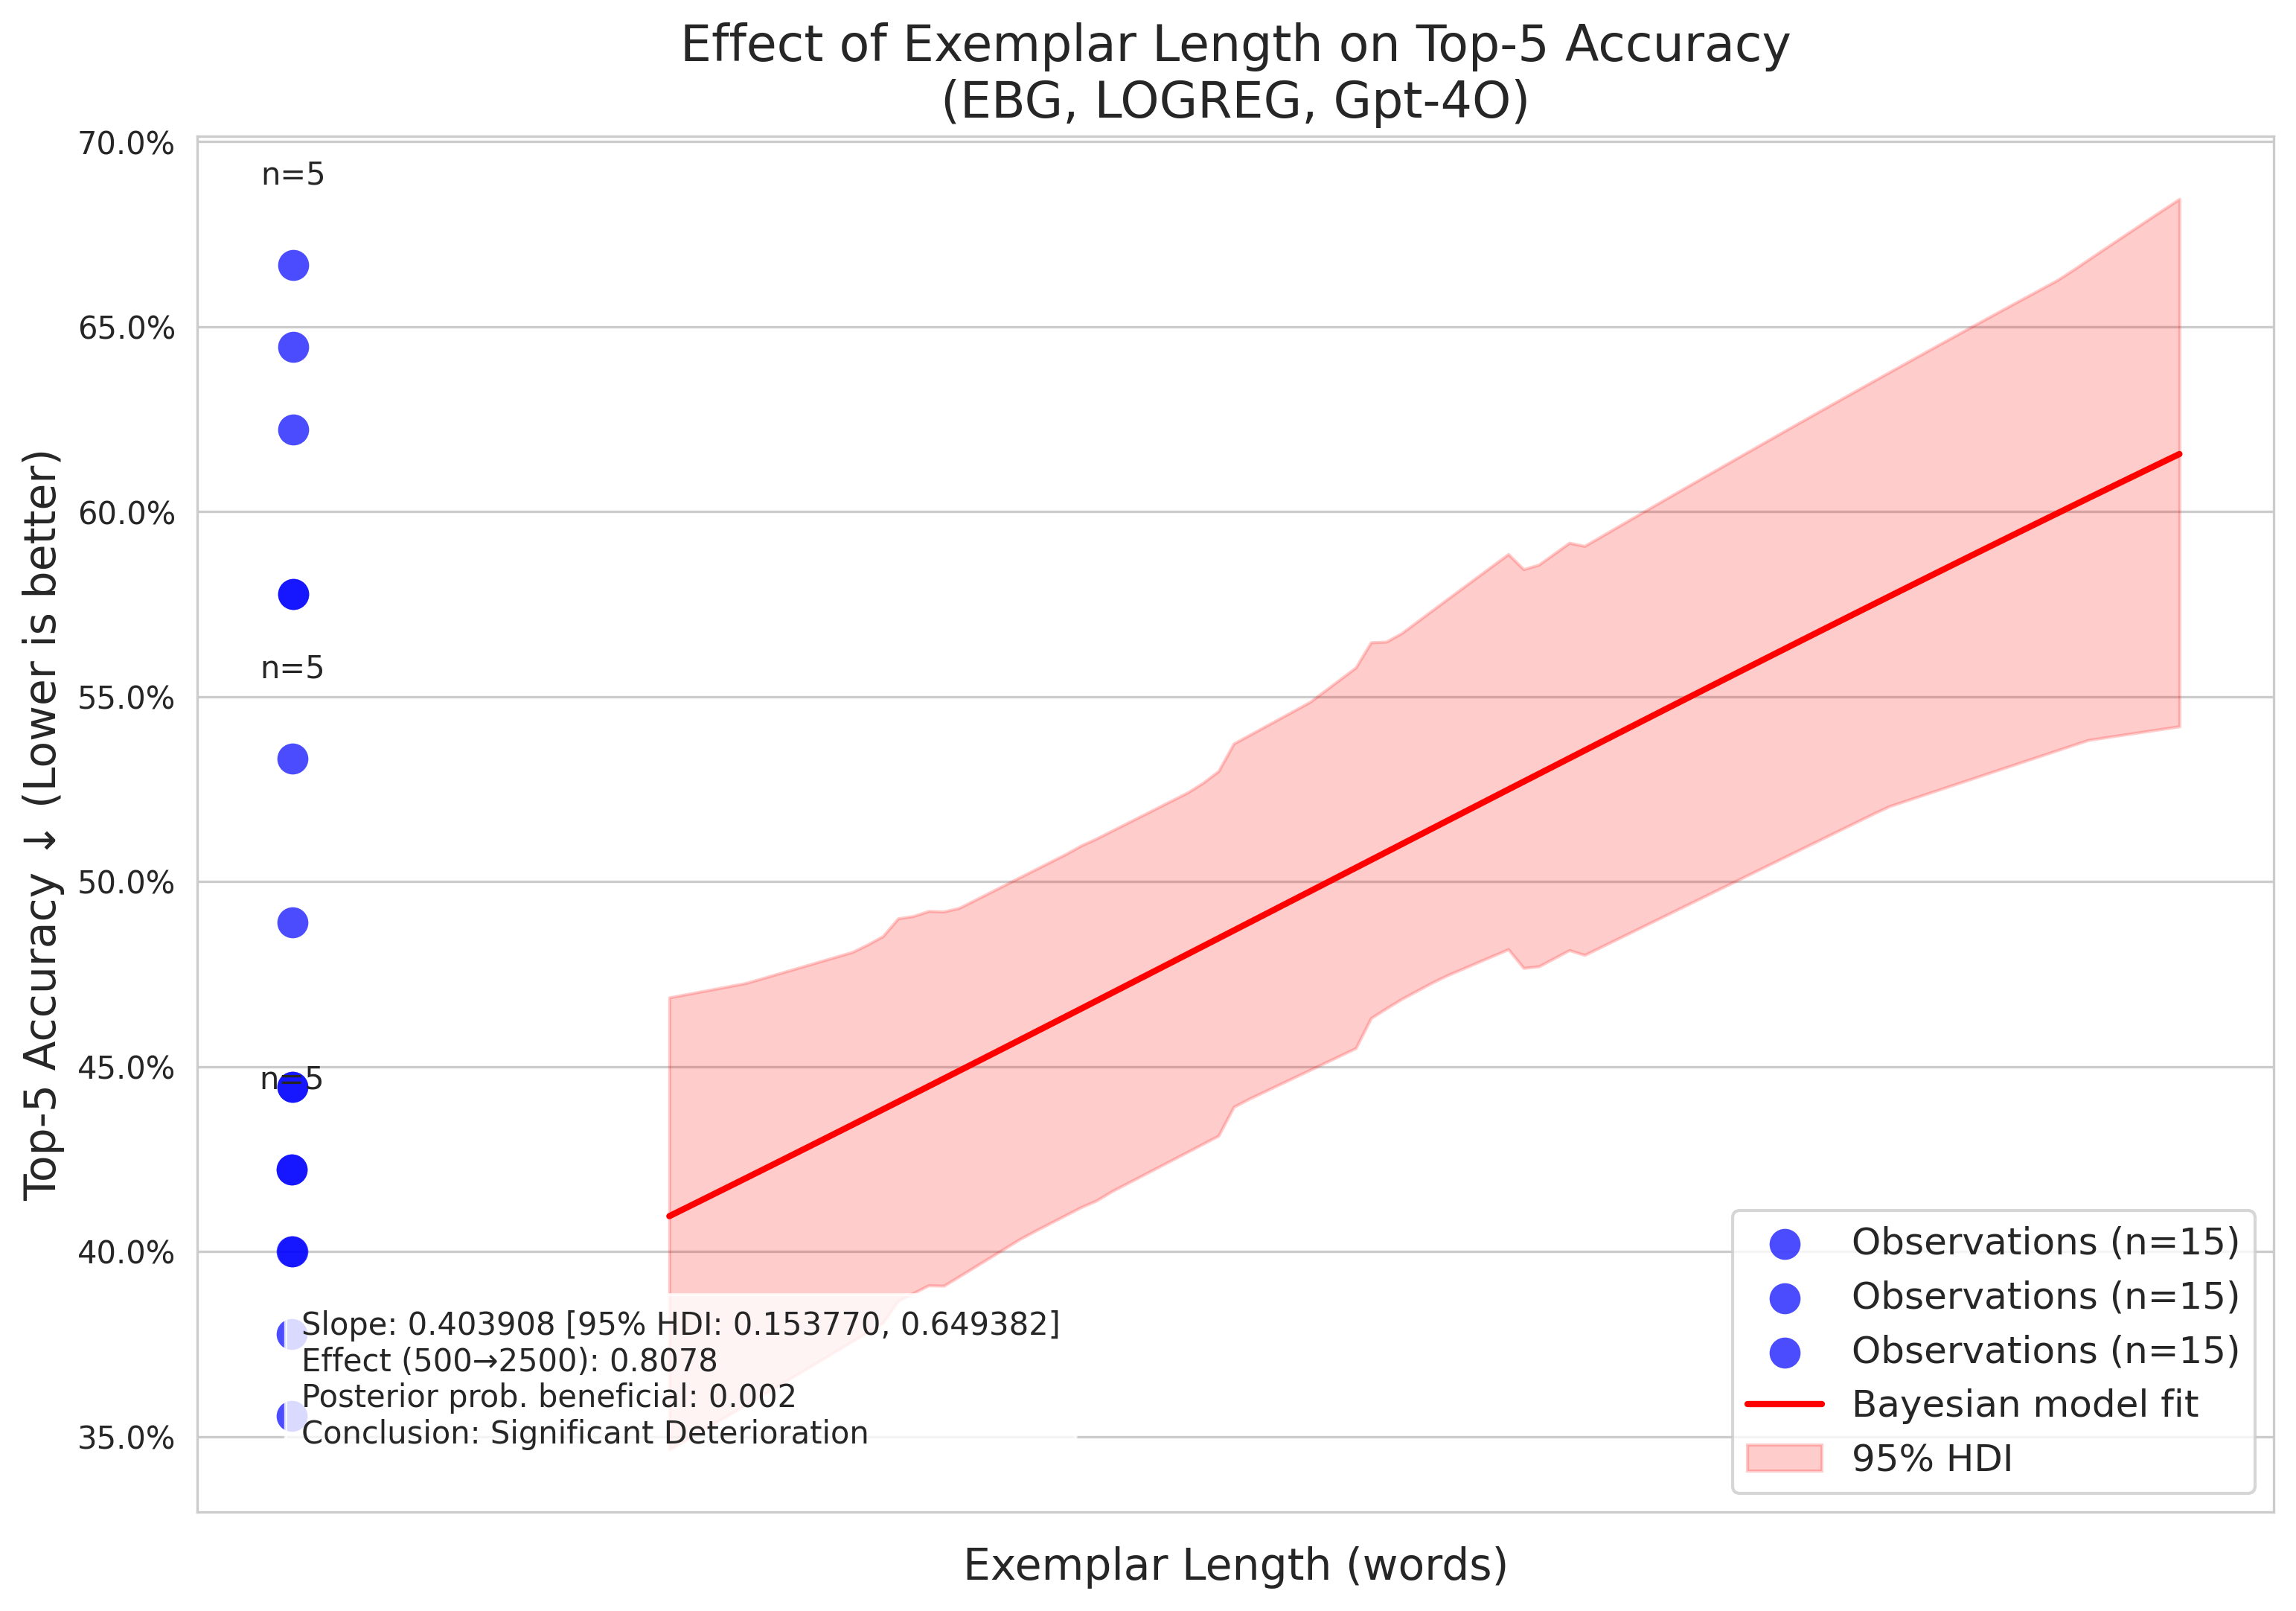 Effect of Exemplar Length on Top-5 Accuracy
(EBG, LOGREG, Gpt-4O)
Top-5 Accuracy ↓ (Lower is better)
70.0%
65.0%
60.0%
55.0%
50.0%
45.0%
40.0%
35.0%
n=5
n=5
n=5
Slope: 0.403908 [95% HDI: 0.153770, 0.649382]
Effect (500→2500): 0.8078
Posterior prob. beneficial: 0.002
Conclusion: Significant Deterioration
Observations (n=15)
Observations (n=15)
Observations (n=15)
Bayesian model fit
95% HDI
Exemplar Length (words)